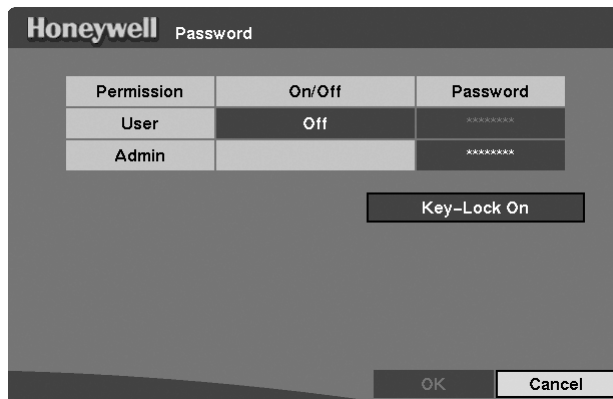 Honeywell Password
Permission On/Off Password
User Off ********
Admin ********
Key-Lock On
OK Cancel